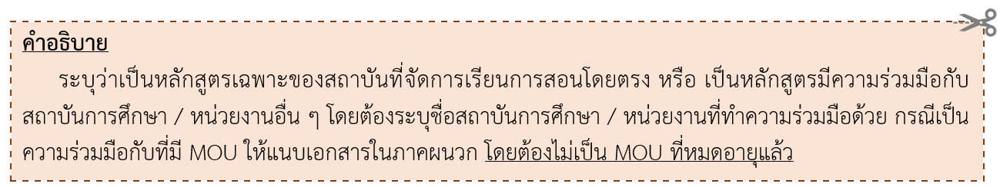 คำอธิบาย
ระบุว่าเป็นหลักสูตรเฉพาะของสถาบันที่จัดการเรียนการสอนโดยตรง หรือ เป็นหลักสูตรมีความร่วมมือกับ
สถาบันการศึกษา / หน่วยงานอื่น ๆ โดยต้องระบุชื่อสถาบันการศึกษา / หน่วยงานที่ทำความร่วมมือด้วย กรณีเป็น
ความร่วมมือกับที่มี MOU ให้แนบเอกสารในภาคผนวก โดยต้องไม่เป็น MOU ที่หมดอายุแล้ว